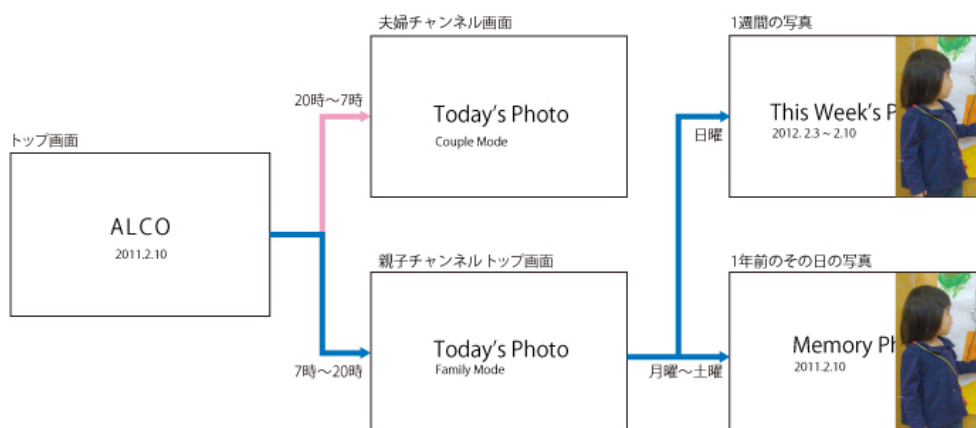 トップ画面
ALCO
2011.2.10
20時～7時
7時～20時
夫婦チャンネル画面
Today's Photo
Couple Mode
親子チャンネルトップ画面
Today's Photo
Family Mode
日曜
月曜～土曜
1週間の写真
This Week's P
2012. 2.3 ~ 2.10
1年前のその日の写真
Memory Ph
2011.2.10